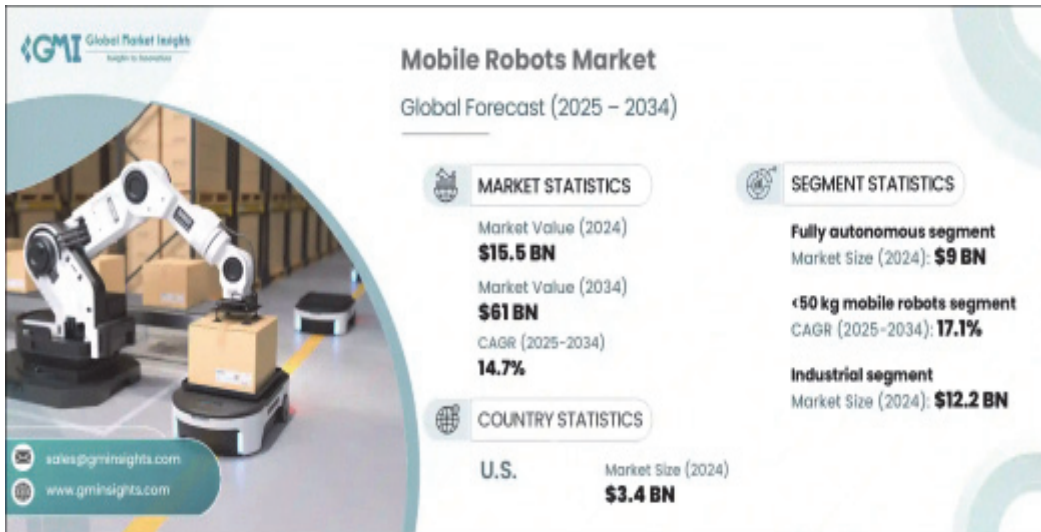 GMI Global Market Insights
Insights to Innovation
Mobile Robots Market
Global Forecast (2025 – 2034)
MARKET STATISTICS
Market Value (2024)
$15.5 BN
Market Value (2034)
$61 BN
CAGR (2025-2034)
14.7%
COUNTRY STATISTICS
U.S.
Market Size (2024)
$3.4 BN
SEGMENT STATISTICS
Fully autonomous segment
Market Size (2024): $9 BN
<50 kg mobile robots segment
CAGR (2025-2034): 17.1%
Industrial segment
Market Size (2024): $12.2 BN
sales@gminsights.com
www.gminsights.com